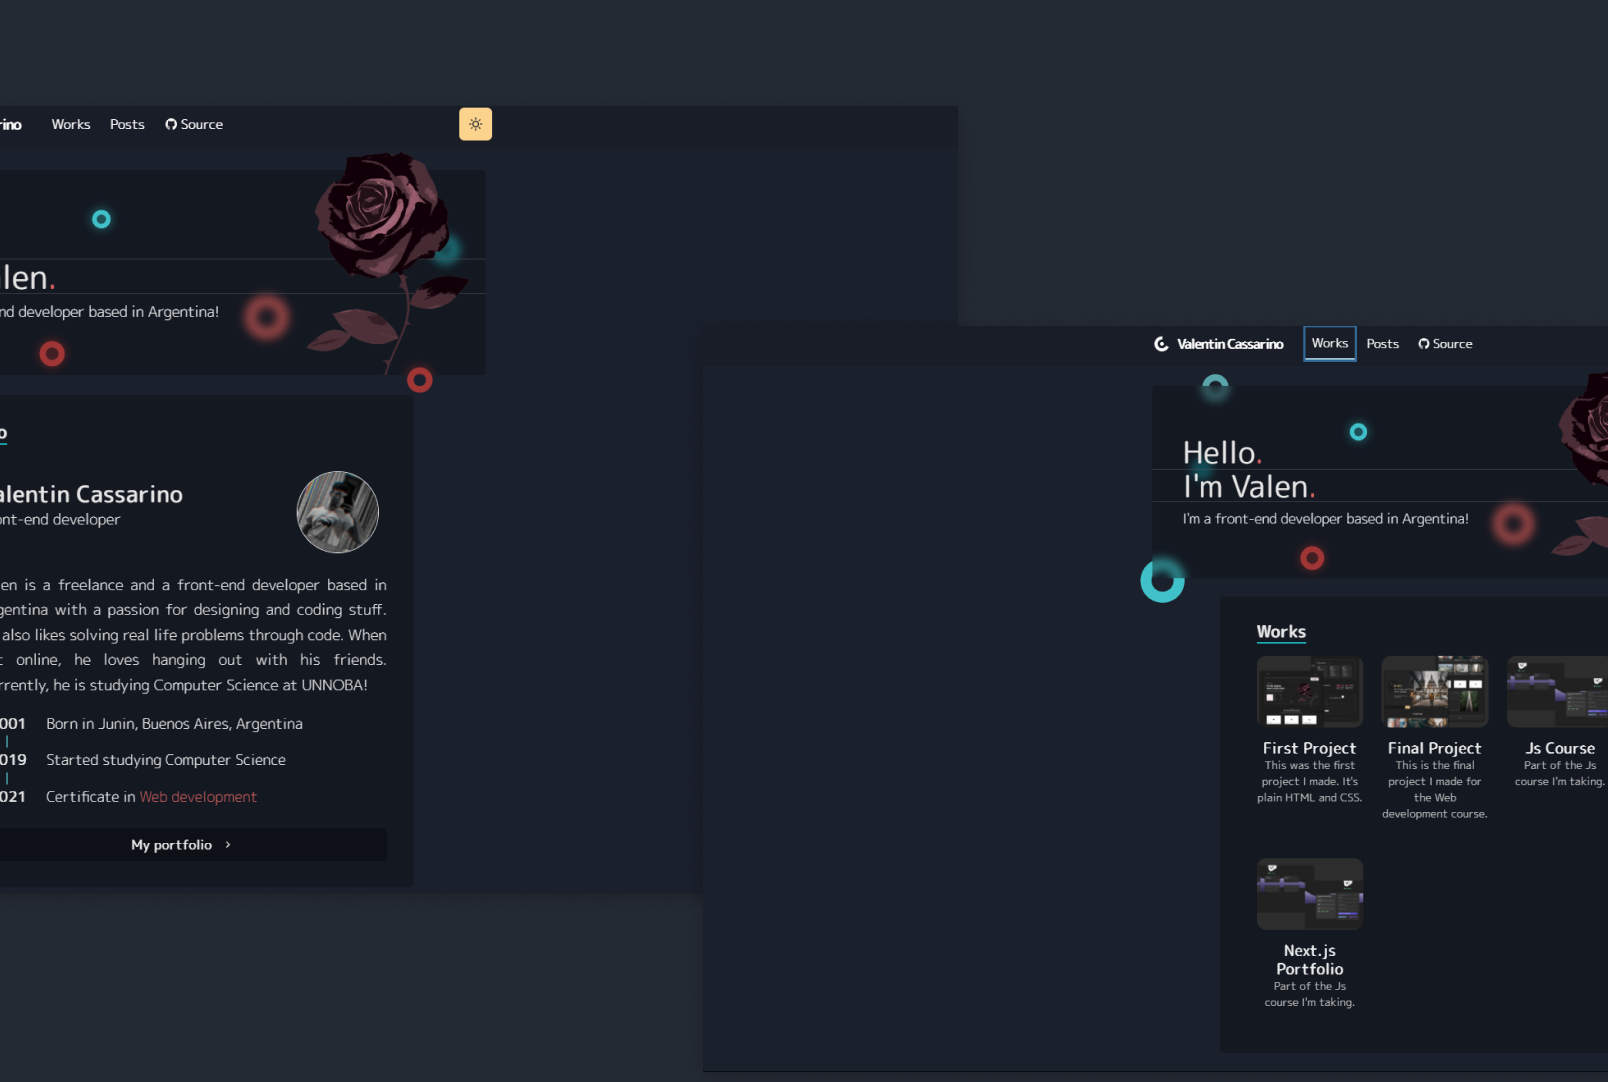 rino Works Posts Source
alen.
nd developer based in Argentina!
o
alentin Cassarino
ont-end developer
en is a freelance and a front-end developer based in
gentina with a passion for designing and coding stuff.
also likes solving real life problems through code. When
t online, he loves hanging out with his friends.
rrently, he is studying Computer Science at UNNOBA!
001 Born in Junin, Buenos Aires, Argentina
019 Started studying Computer Science
021 Certificate in Web development
My portfolio
Valentin Cassarino Works Posts Source
Hello.
I'm Valen.
I'm a front-end developer based in Argentina!
Works
First Project
This was the first
project I made. It's
plain HTML and CSS.
Final Project
This is the final
project I made for
the Web
development course.
Js Course
Part of the Js
course I'm taking.
Next.js
Portfolio
Part of the Js
course I'm taking.